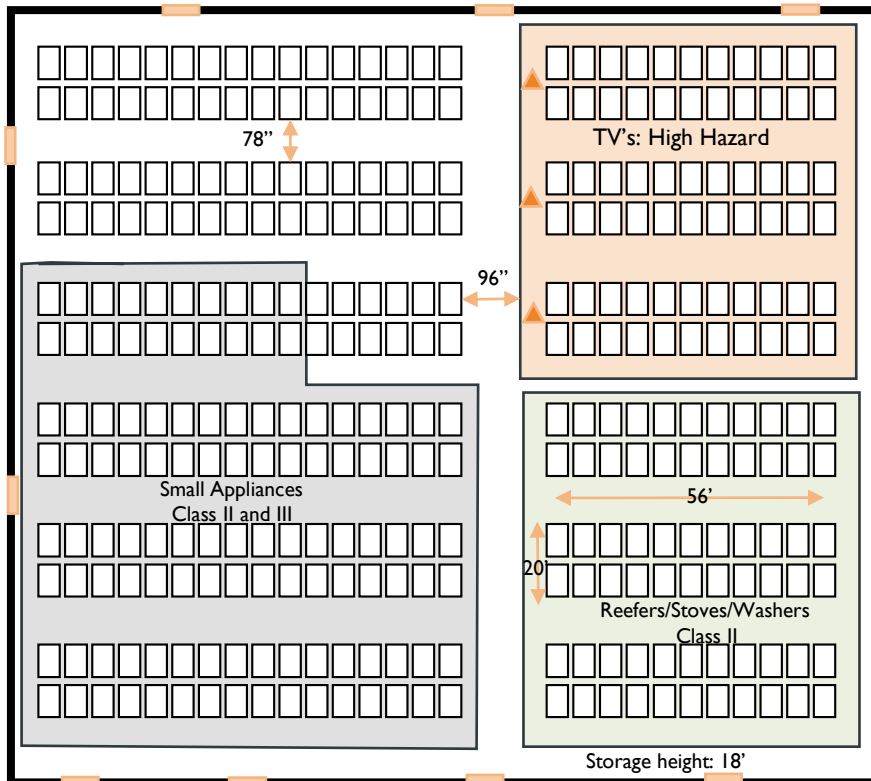 78”
TV's: High Hazard
96”
Small Appliances
Class II and III
56’
20’
Reefers/Stoves/Washers
Class II
Storage height: 18’